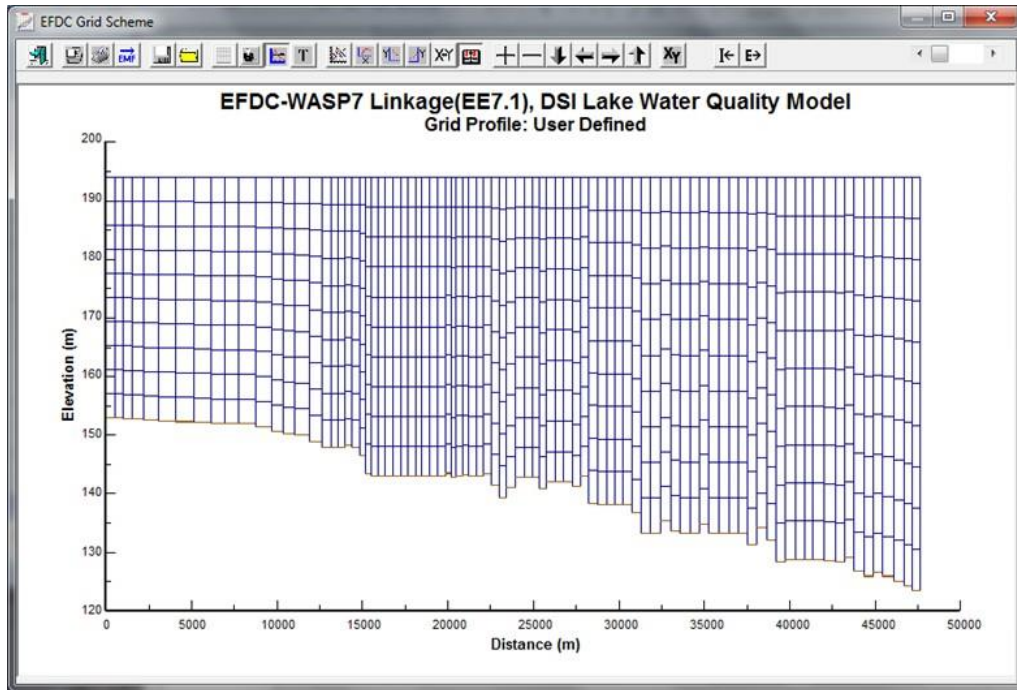 EFDC Grid Scheme
EMF T X-Y XY I← E→
EFDC-WASP7 Linkage(EE7.1), DSI Lake Water Quality Model
Grid Profile: User Defined
200
190
180
170
160
150
140
130
120
Elevation (m)
0 5000 10000 15000 20000 25000 30000 35000 40000 45000 50000
Distance (m)